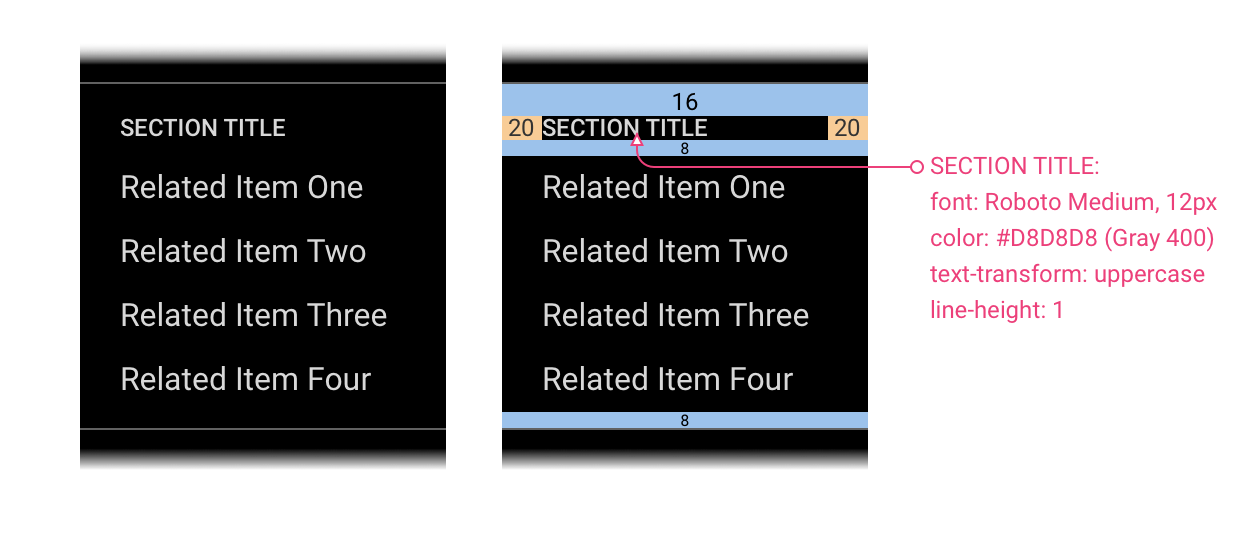 SECTION TITLE
Related Item One
Related Item Two
Related Item Three
Related Item Four
16
20 SECTION TITLE 20
8
Related Item One
Related Item Two
Related Item Three
Related Item Four
8
SECTION TITLE:
font: Roboto Medium, 12px
color: #D8D8D8 (Gray 400)
text-transform: uppercase
line-height: 1